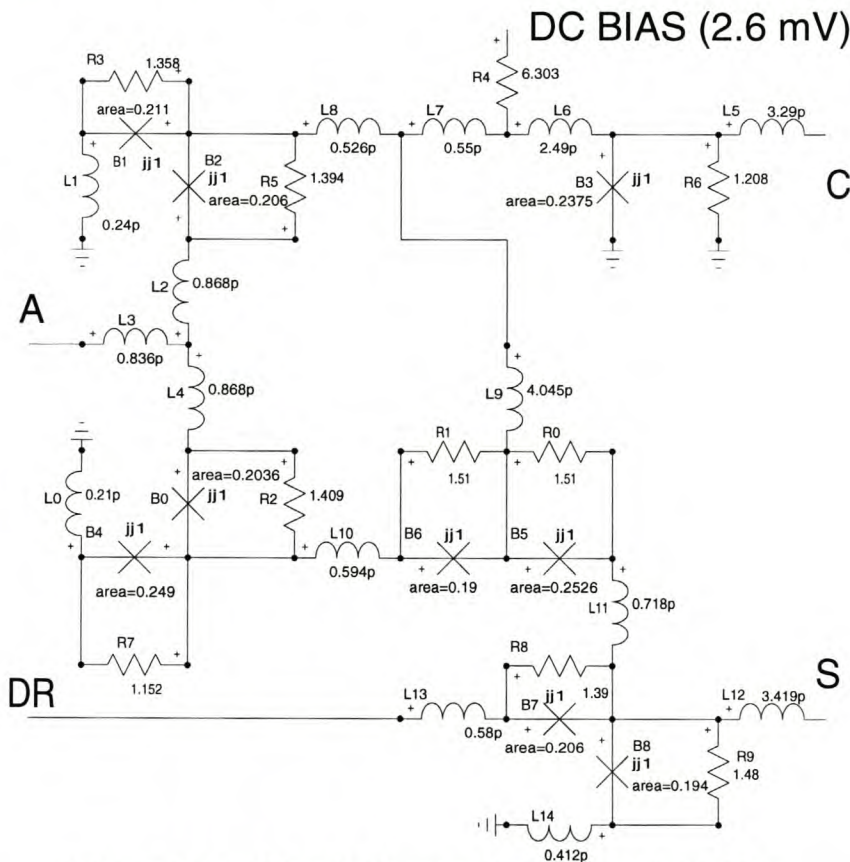 DC BIAS (2.6 mV)
R3
1.358
R4
6.303
area=0.211
L8
L7
L6
L5
3.29p
B1
jj1
B2
jj1
0.526p
0.55p
2.49p
L1
R5
1.394
B3
jj1
R6
1.208
C
area=0.206
area=0.2375
0.24p
L2
0.868p
A
L3
0.836p
L4
0.868p
L9
4.045p
R1
R0
area=0.2036
1.51
1.51
L0
0.21p
B0
jj1
R2
1.409
B4
jj1
L10
B6
jj1
B5
jj1
area=0.249
0.594p
area=0.19
area=0.2526
L11
0.718p
R7
R8
1.152
1.39
DR
L13
jj1
L12
3.419p
S
B7
0.58p
area=0.206
B8
jj1
R9
1.48
area=0.194
L14
0.412p